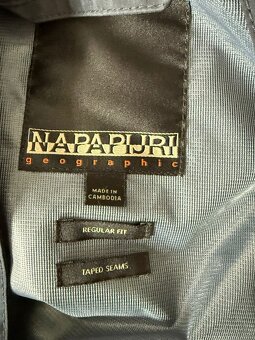 NAPAPIJRI
geographic
MADE IN
CAMBODIA
REGULAR FIT
TAPED SEAMS